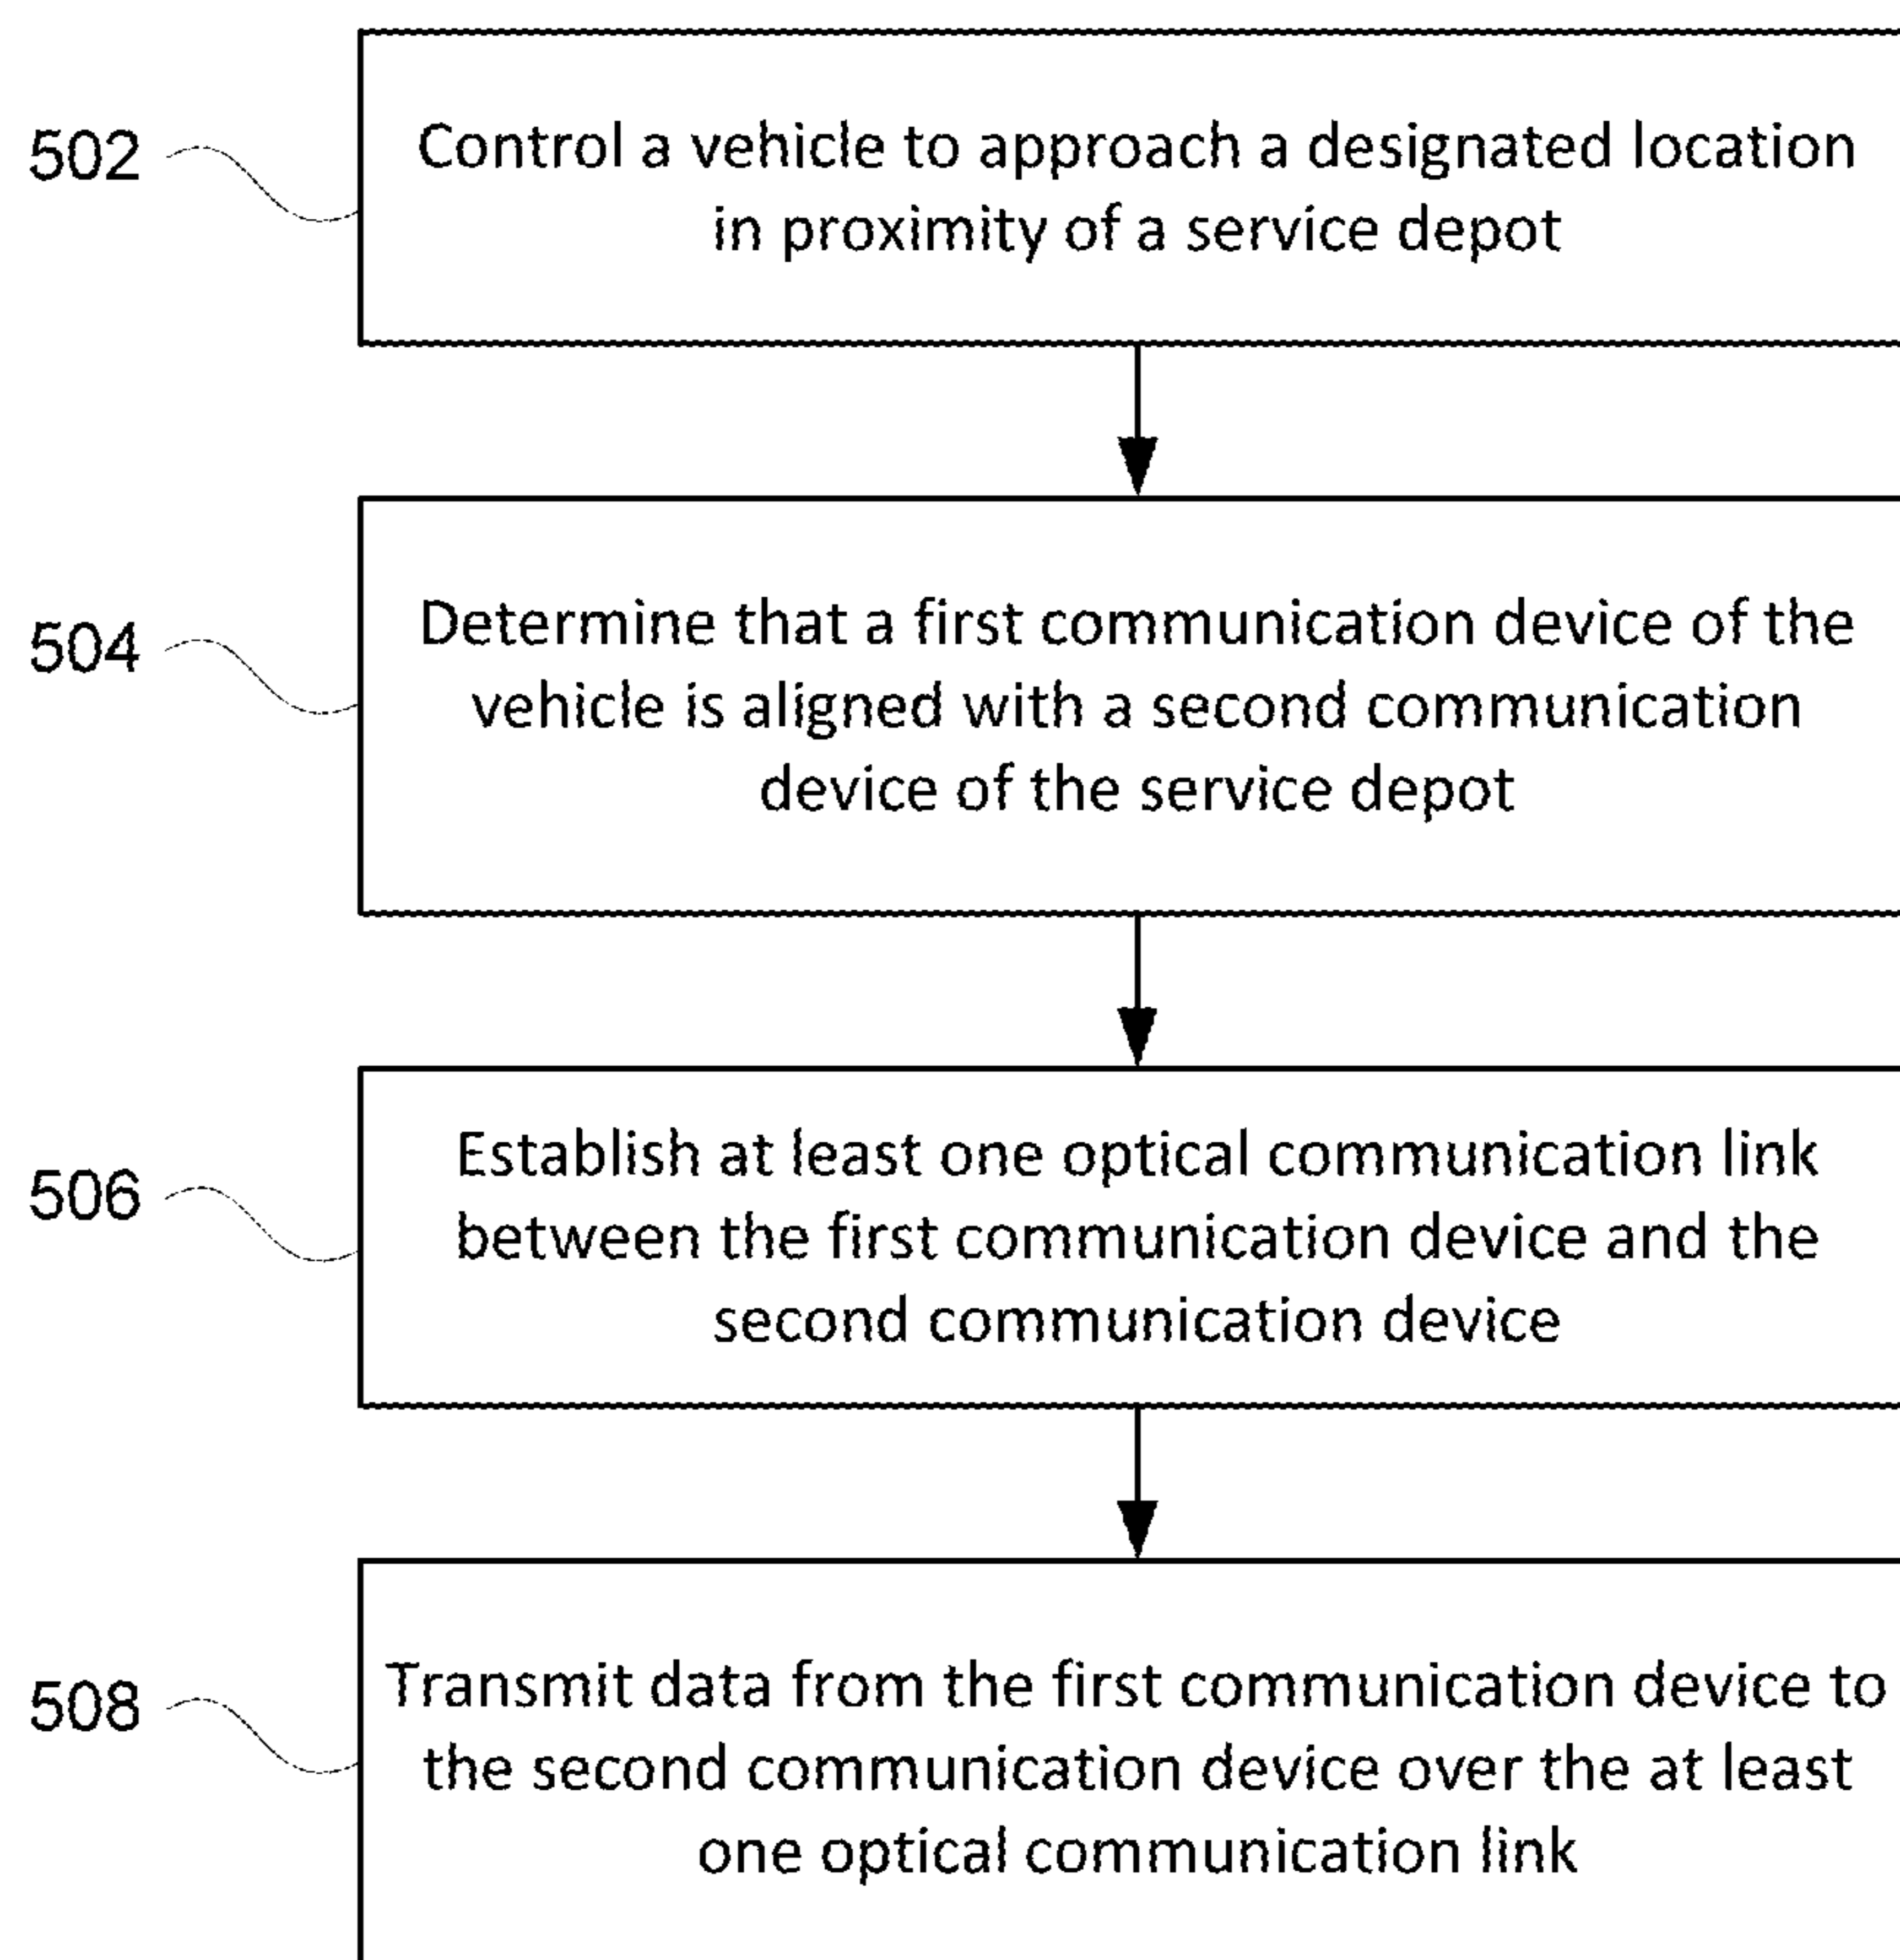 502
Control a vehicle to approach a designated location
in proximity of a service depot
504
Determine that a first communication device of the
vehicle is aligned with a second communication
device of the service depot
506
Establish at least one optical communication link
between the first communication device and the
second communication device
508
Transmit data from the first communication device to
the second communication device over the at least
one optical communication link